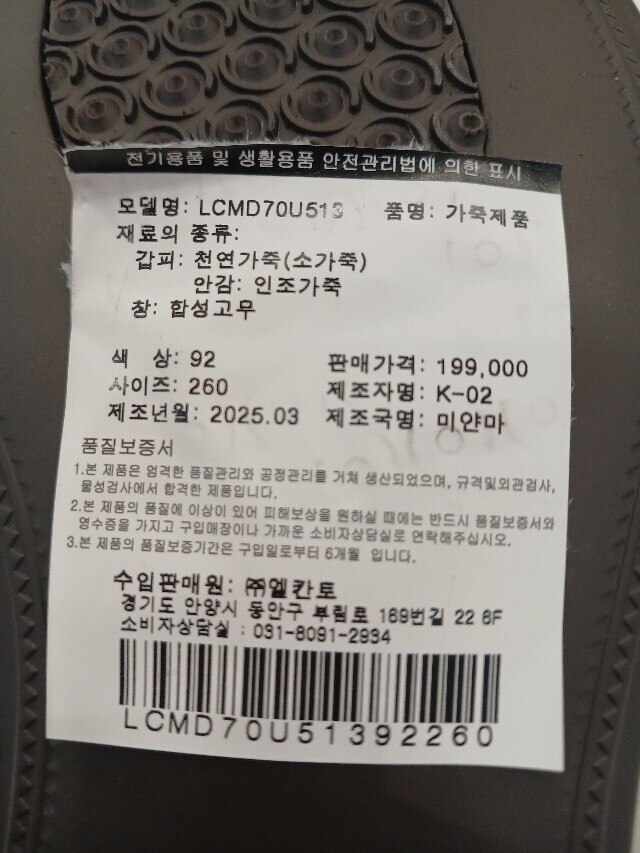 전기용품 및 생활용품 안전관리법에 의한 표시
모델명: LCMD70U513 품명: 가죽제품
재료의 종류:
갑피: 천연가죽(소가죽)
안감: 인조가죽
창: 합성고무
색 상: 92 판매가격: 199,000
사이즈: 260 제조자명: K-02
제조년월: 2025.03 제조국명: 미얀마
품질보증서
1.본 제품은 엄격한 품질관리와 공정관리를 거쳐 생산되었으며, 규격및외관검사,
물성검사에서 합격한 제품입니다.
2.본 제품의 품질에 이상이 있어 피해보상을 원하실 때에는 반드시 품질보증서와
영수증을 가지고 구입매장이나 가까운 소비자상담실로 연락해주십시오.
3.본 제품의 품질보증기간은 구입일로부터 6개월 입니다.
수입판매원: ㈜엘칸토
경기도 안양시 동안구 부림로 169번길 22 6F
소비자상담실 : 031-8091-2934
LCMD70U51392260